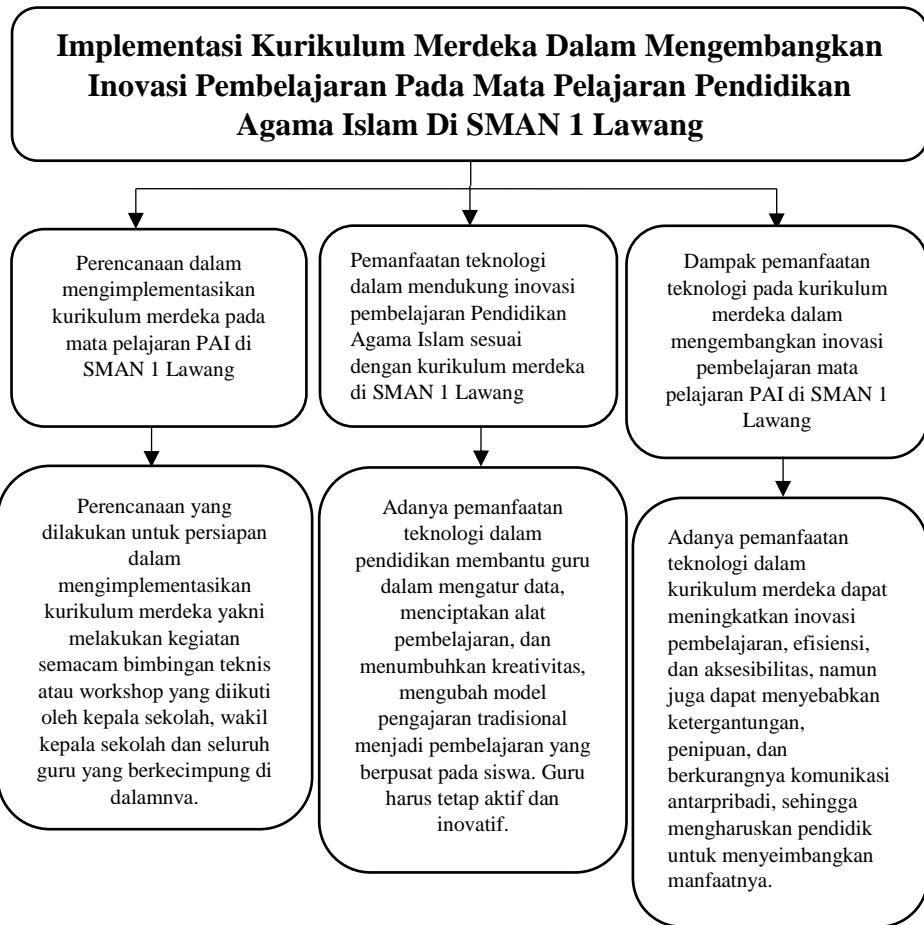 Implementasi Kurikulum Merdeka Dalam Mengembangkan
Inovasi Pembelajaran Pada Mata Pelajaran Pendidikan
Agama Islam Di SMAN 1 Lawang
Perencanaan dalam
mengimplementasikan
kurikulum merdeka pada
mata pelajaran PAI di
SMAN 1 Lawang
Pemanfaatan teknologi
dalam mendukung inovasi
pembelajaran Pendidikan
Agama Islam sesuai
dengan kurikulum merdeka
di SMAN 1 Lawang
Dampak pemanfaatan
teknologi pada kurikulum
merdeka dalam
mengembangkan inovasi
pembelajaran mata
pelajaran PAI di SMAN 1
Lawang
Perencanaan yang
dilakukan untuk persiapan
dalam
mengimplementasikan
kurikulum merdeka yakni
melakukan kegiatan
semacam bimbingan teknis
atau workshop yang diikuti
oleh kepala sekolah, wakil
kepala sekolah dan seluruh
guru yang berkecimpung di
dalamnya.
Adanya pemanfaatan
teknologi dalam
pendidikan membantu guru
dalam mengatur data,
menciptakan alat
pembelajaran, dan
menumbuhkan kreativitas,
mengubah model
pengajaran tradisional
menjadi pembelajaran yang
berpusat pada siswa. Guru
harus tetap aktif dan
inovatif.
Adanya pemanfaatan
teknologi dalam
kurikulum merdeka dapat
meningkatkan inovasi
pembelajaran, efisiensi,
dan aksesibilitas, namun
juga dapat menyebabkan
ketergantungan,
penipuan, dan
berkurangnya komunikasi
antarpribadi, sehingga
mengharuskan pendidik
untuk menyeimbangkan
manfaatnya.